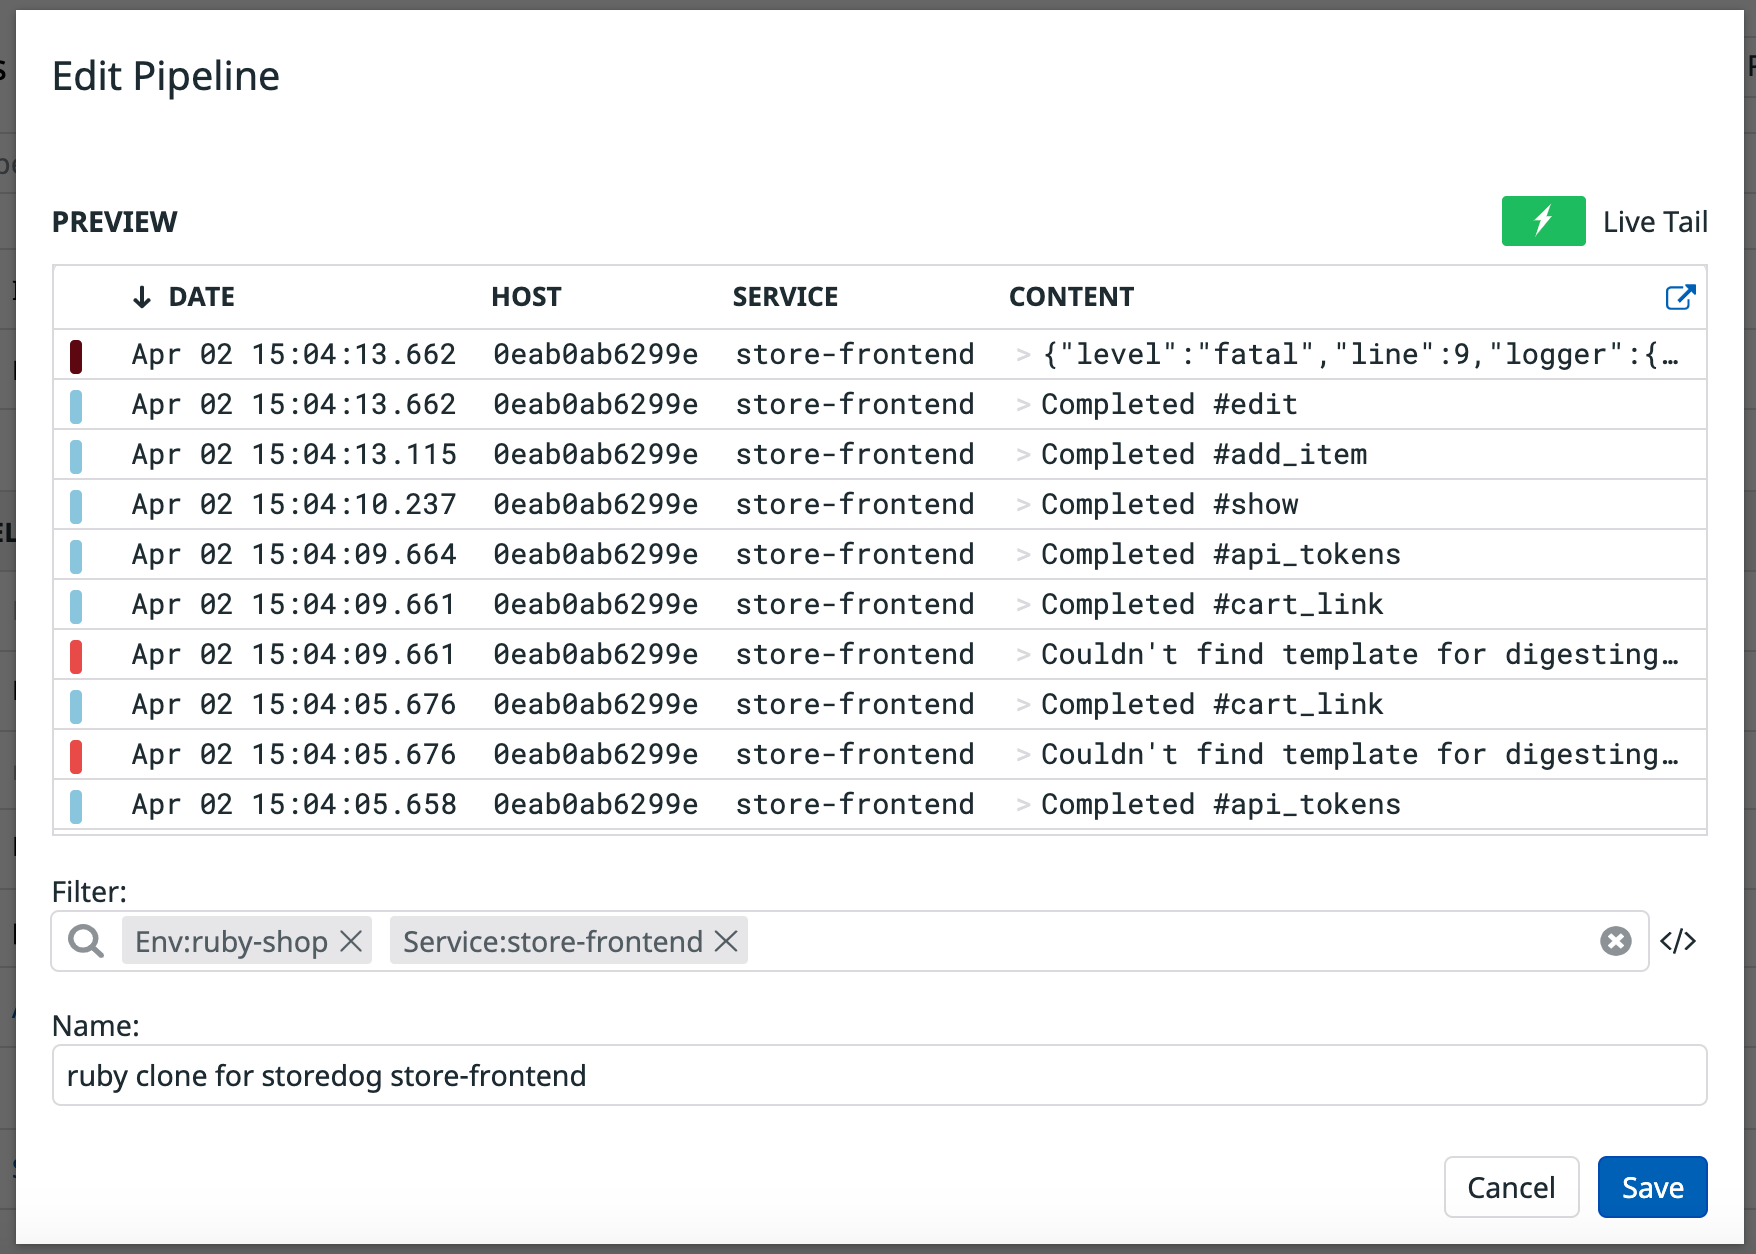 Edit Pipeline
PREVIEW
Live Tail
↓ DATE HOST SERVICE CONTENT
Apr 02 15:04:13.662 0eab0ab6299e store-frontend > {"level":"fatal","line":9,"logger":{…
Apr 02 15:04:13.662 0eab0ab6299e store-frontend > Completed #edit
Apr 02 15:04:13.115 0eab0ab6299e store-frontend > Completed #add_item
Apr 02 15:04:10.237 0eab0ab6299e store-frontend > Completed #show
Apr 02 15:04:09.664 0eab0ab6299e store-frontend > Completed #api_tokens
Apr 02 15:04:09.661 0eab0ab6299e store-frontend > Completed #cart_link
Apr 02 15:04:09.661 0eab0ab6299e store-frontend > Couldn't find template for digesting…
Apr 02 15:04:05.676 0eab0ab6299e store-frontend > Completed #cart_link
Apr 02 15:04:05.676 0eab0ab6299e store-frontend > Couldn't find template for digesting…
Apr 02 15:04:05.658 0eab0ab6299e store-frontend > Completed #api_tokens
Filter:
Env:ruby-shop Service:store-frontend </>
Name:
ruby clone for storedog store-frontend
Cancel Save